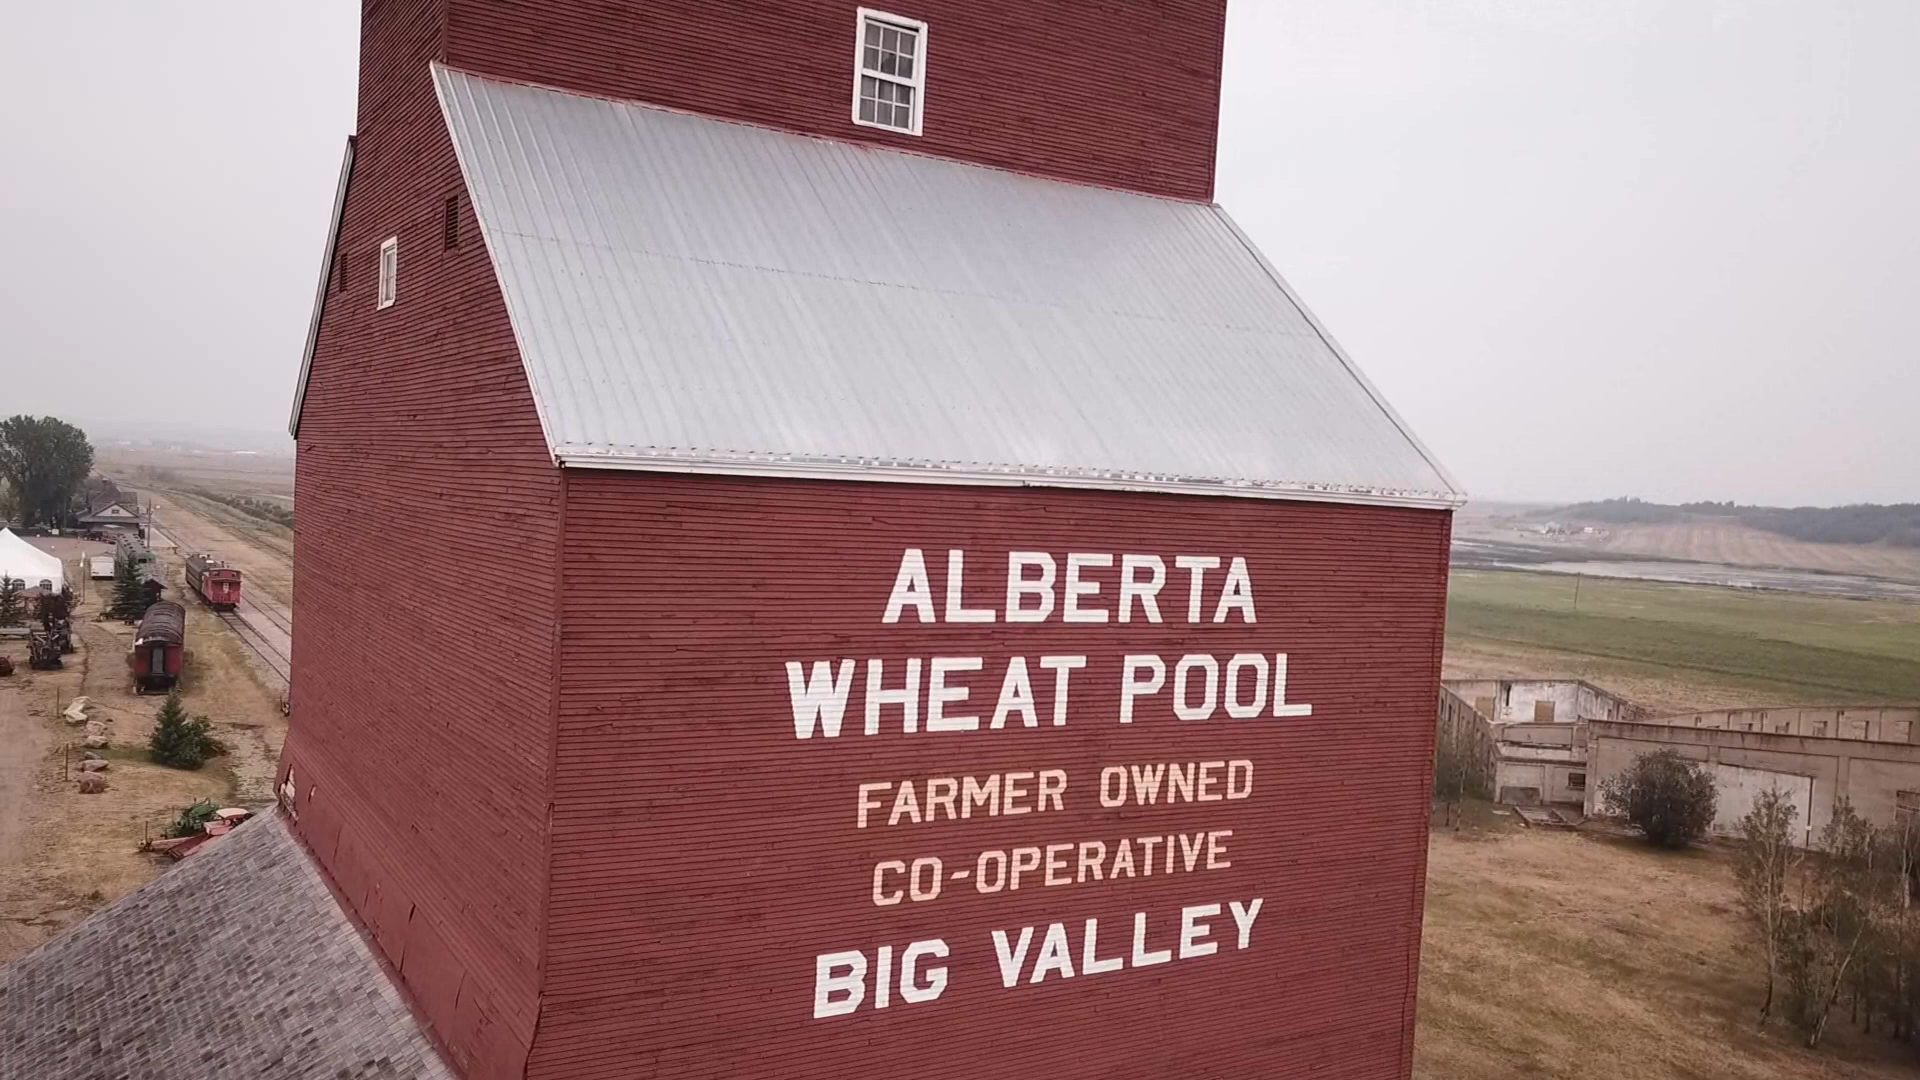 ALBERTA
WHEAT POOL
FARMER OWNED
CO-OPERATIVE
BIG VALLEY